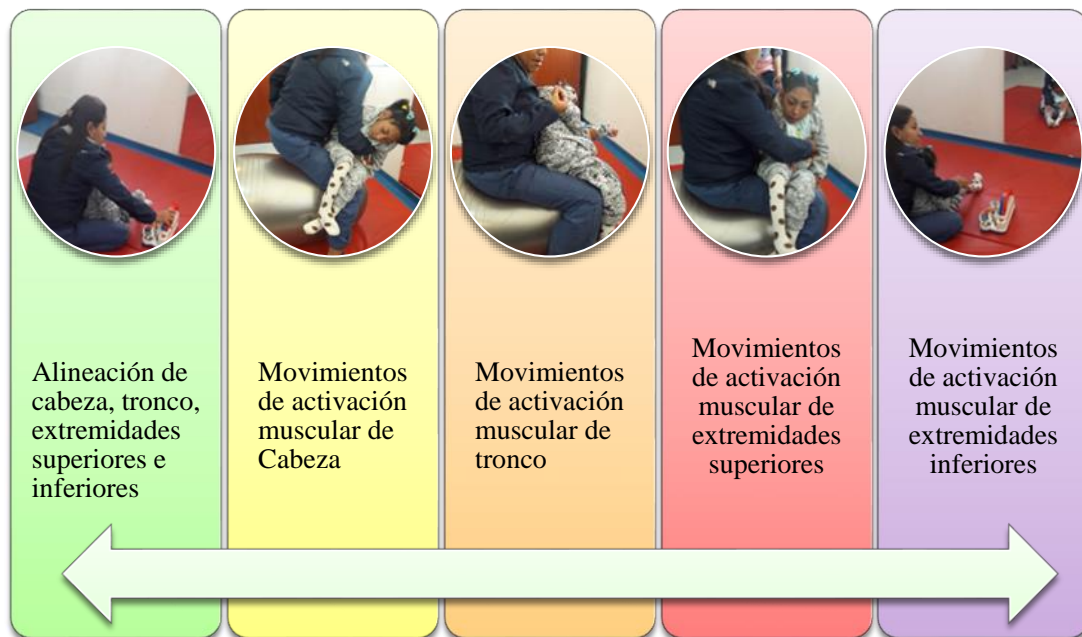 Alineación de
cabeza, tronco,
extremidades
superiores e
inferiores
Movimientos
de activación
muscular de
Cabeza
Movimientos
de activación
muscular de
tronco
Movimientos
de activación
muscular de
extremidades
superiores
Movimientos
de activación
muscular de
extremidades
inferiores